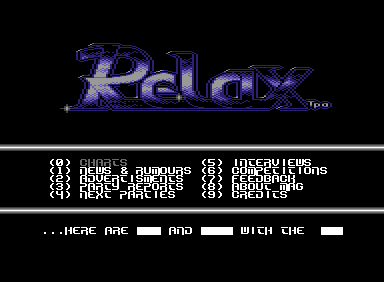 Relax
Tpa
(0) CHARTS
(1) NEWS & RUMOURS
(2) ADVERTISMENTS
(3) PARTY REPORTS
(4) NEXT PARTIES
(5) INTERVIEWS
(6) COMPETITIONS
(7) FEEDBACK
(8) ABOUT MAG
(9) CREDITS
...HERE ARE AND WITH THE